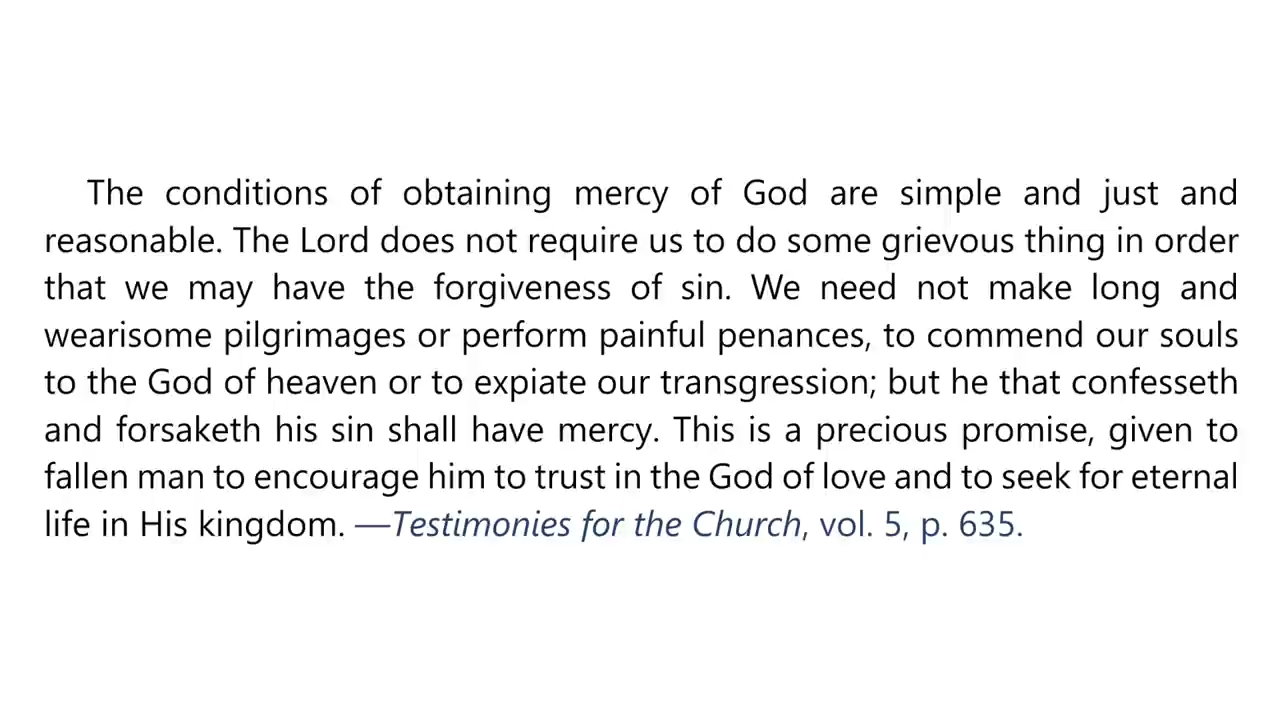 The conditions of obtaining mercy of God are simple and just and
reasonable. The Lord does not require us to do some grievous thing in order
that we may have the forgiveness of sin. We need not make long and
wearisome pilgrimages or perform painful penances, to commend our souls
to the God of heaven or to expiate our transgression; but he that confesseth
and forsaketh his sin shall have mercy. This is a precious promise, given to
fallen man to encourage him to trust in the God of love and to seek for eternal
life in His kingdom. —Testimonies for the Church, vol. 5, p. 635.